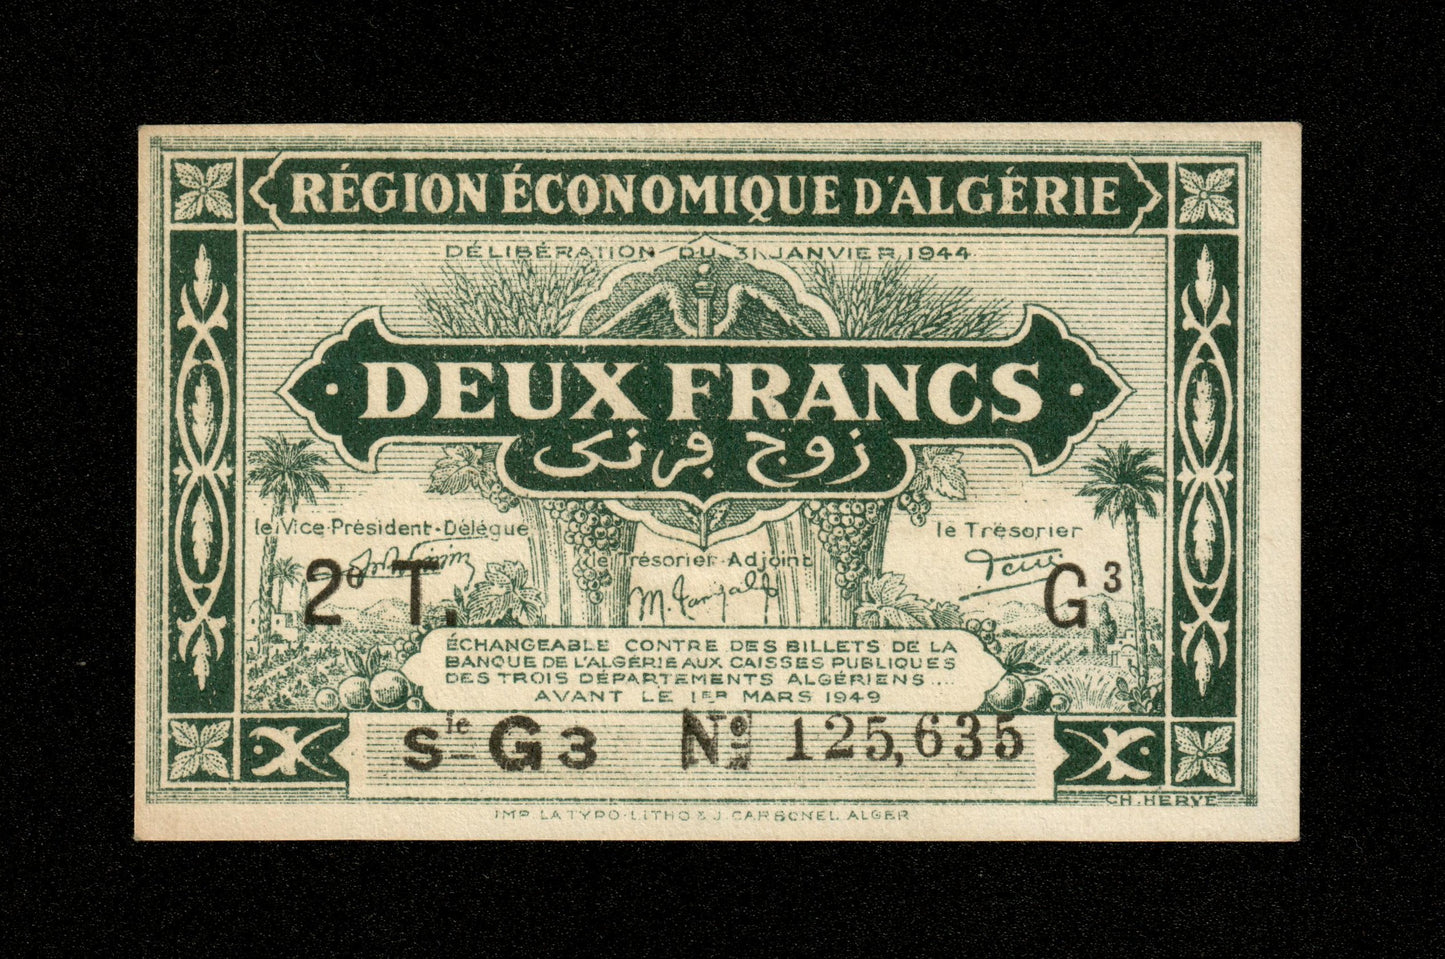 RÉGION ÉCONOMIQUE D'ALGÉRIE
DÉLIBÉRATION DU 31 JANVIER 1944
· DEUX FRANCS ·
زوج فرنك
le Vice-Président-Délégué
le Trésorier
le Trésorier-Adjoint
2e T.
G3
ÉCHANGEABLE CONTRE DES BILLETS DE LA
BANQUE DE L'ALGÉRIE AUX CAISSES PUBLIQUES
DES TROIS DÉPARTEMENTS ALGÉRIENS....
AVANT LE 1ER MARS 1949
Sie G3 No 125,635
CH. HERVÉ
IMP. LA TYPO-LITHO & J. CARBONEL. ALGER